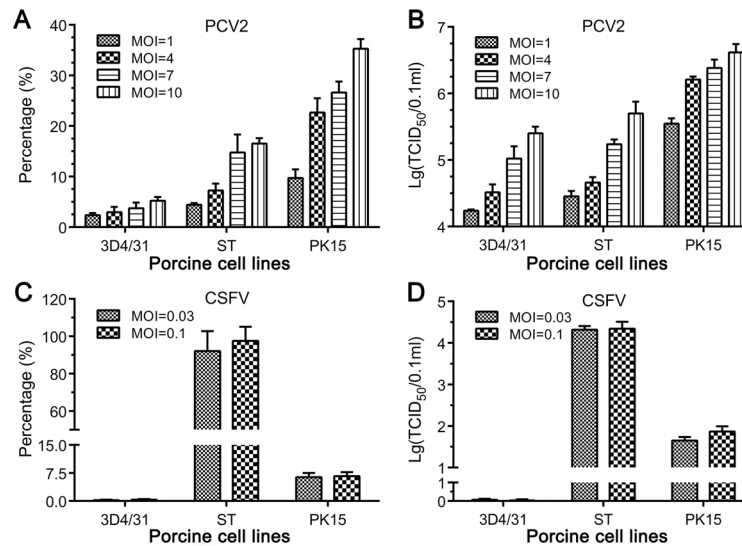 A
PCV2
Percentage (%)
40
30
20
10
0
MOI=1
MOI=4
MOI=7
MOI=10
3D4/31 ST PK15
Porcine cell lines
B
PCV2
Lg(TCID50/0.1ml)
7
6
6
5
5
4
4
MOI=1
MOI=4
MOI=7
MOI=10
3D4/31 ST PK15
Porcine cell lines
C
CSFV
Percentage (%)
120
100
80
60
15.0
7.5
0.0
MOI=0.03
MOI=0.1
3D4/31 ST PK15
Porcine cell lines
D
CSFV
Lg(TCID50/0.1ml)
5
4
3
2
1
1
0
MOI=0.03
MOI=0.1
3D4/31 ST PK15
Porcine cell lines